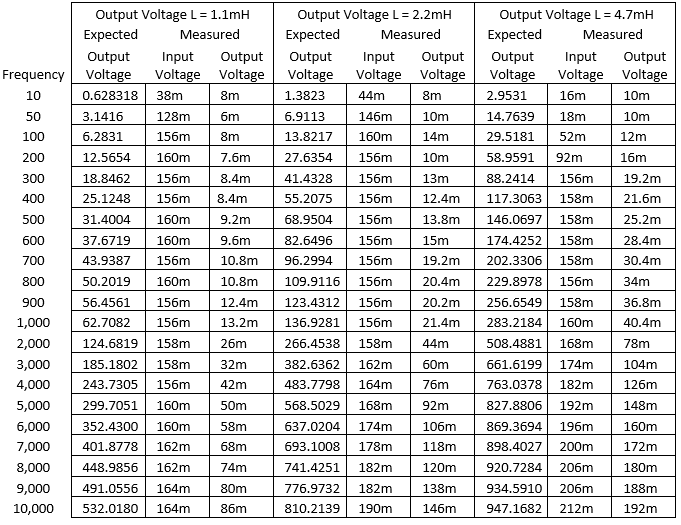 Output Voltage L = 1.1mH Output Voltage L = 2.2mH Output Voltage L = 4.7mH
Expected Measured Expected Measured Expected Measured
Output Input Output Output Input Output Output Input Output
Frequency Voltage Voltage Voltage Voltage Voltage Voltage Voltage Voltage Voltage
10 0.628318 38m 8m 1.3823 44m 8m 2.9531 16m 10m
50 3.1416 128m 6m 6.9113 146m 10m 14.7639 18m 10m
100 6.2831 156m 8m 13.8217 160m 14m 29.5181 52m 12m
200 12.5654 160m 7.6m 27.6354 156m 10m 58.9591 92m 16m
300 18.8462 156m 8.4m 41.4328 156m 13m 88.2414 156m 19.2m
400 25.1248 156m 8.4m 55.2075 156m 12.4m 117.3063 158m 21.6m
500 31.4004 160m 9.2m 68.9504 156m 13.8m 146.0697 158m 25.2m
600 37.6719 160m 9.6m 82.6496 156m 15m 174.4252 158m 28.4m
700 43.9387 156m 10.8m 96.2994 156m 19.2m 202.3306 158m 30.4m
800 50.2019 160m 10.8m 109.9116 156m 20.4m 229.8978 156m 34m
900 56.4561 156m 12.4m 123.4312 156m 20.2m 256.6549 158m 36.8m
1,000 62.7082 156m 13.2m 136.9281 156m 21.4m 283.2184 160m 40.4m
2,000 124.6819 158m 26m 266.4538 158m 44m 508.4881 168m 78m
3,000 185.1802 158m 32m 382.6362 162m 60m 661.6199 174m 104m
4,000 243.7305 156m 42m 483.7798 164m 76m 763.0378 182m 126m
5,000 299.7051 160m 50m 568.5029 168m 92m 827.8806 192m 148m
6,000 352.4300 160m 58m 637.0204 174m 106m 869.3694 196m 160m
7,000 401.8778 162m 68m 693.1008 178m 118m 898.4027 200m 172m
8,000 448.9856 162m 74m 741.4251 182m 120m 920.7284 206m 180m
9,000 491.0556 164m 80m 776.9732 182m 138m 934.5910 206m 188m
10,000 532.0180 164m 86m 810.2139 190m 146m 947.1682 212m 192m